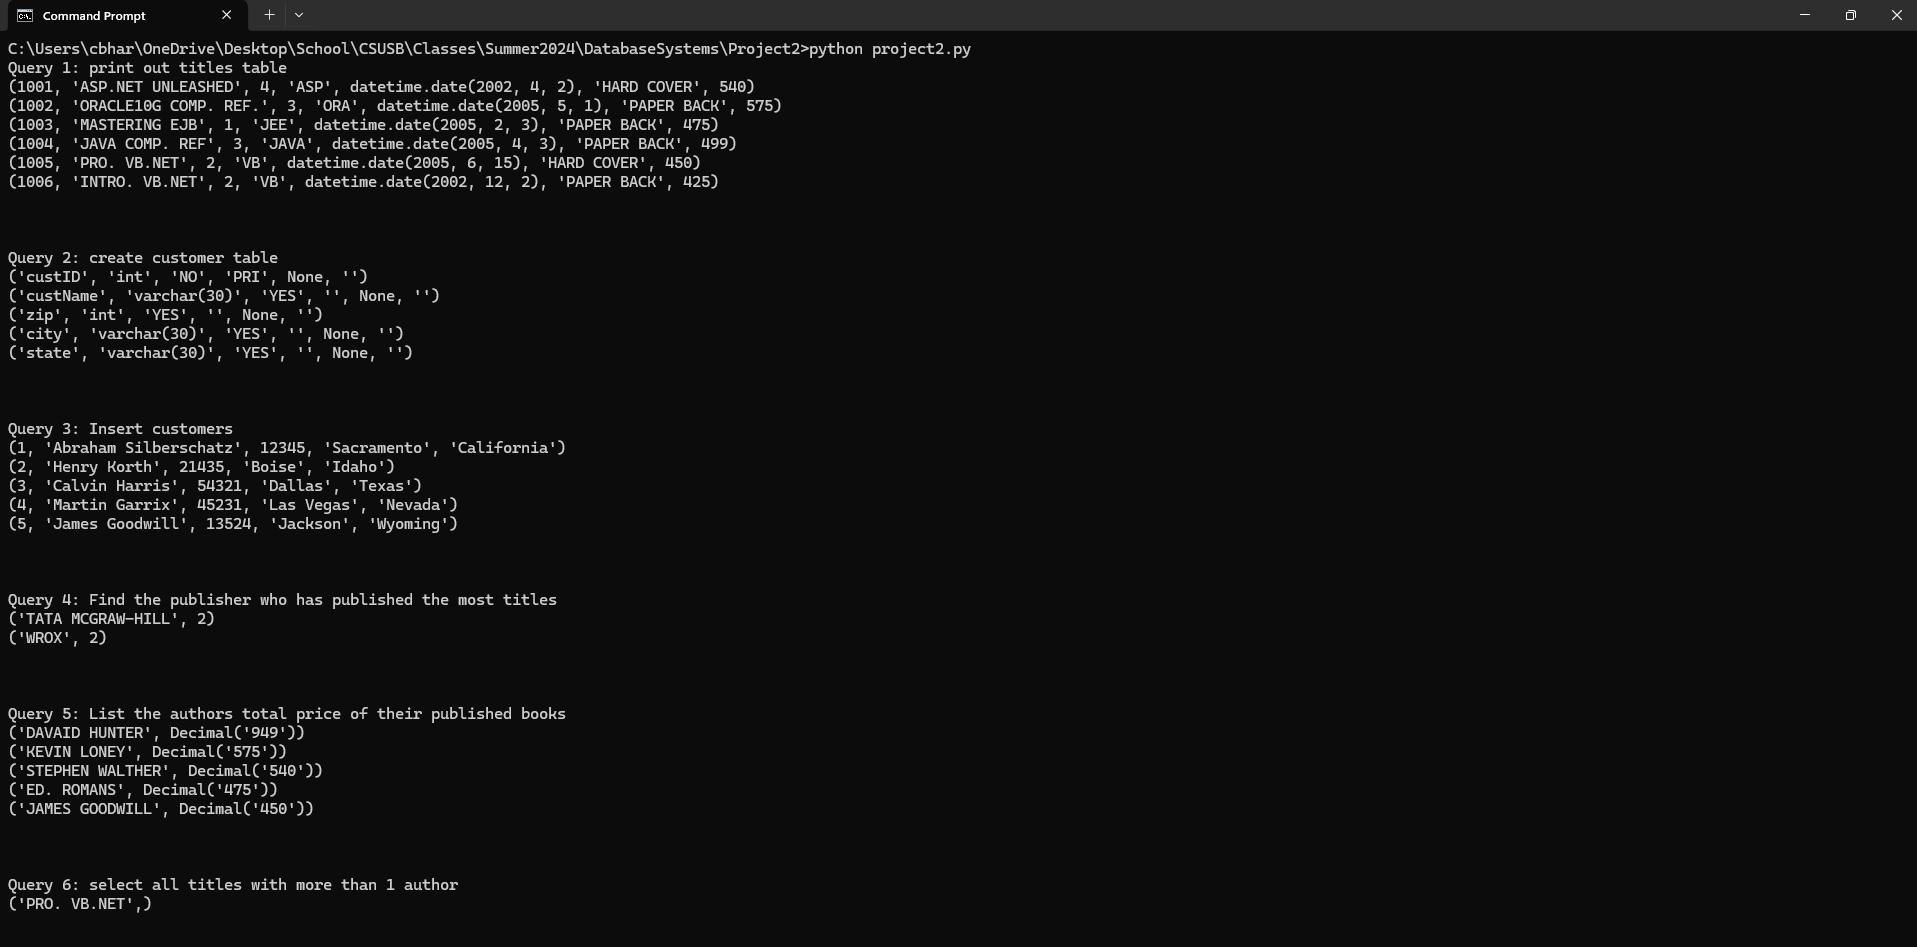 Command Prompt
C:\Users\cbhar\OneDrive\Desktop\School\CSUSB\Classes\Summer2024\DatabaseSystems\Project2>python project2.py
Query 1: print out titles table
(1001, 'ASP.NET UNLEASHED', 4, 'ASP', datetime.date(2002, 4, 2), 'HARD COVER', 540)
(1002, 'ORACLE10G COMP. REF.', 3, 'ORA', datetime.date(2005, 5, 1), 'PAPER BACK', 575)
(1003, 'MASTERING EJB', 1, 'JEE', datetime.date(2005, 2, 3), 'PAPER BACK', 475)
(1004, 'JAVA COMP. REF', 3, 'JAVA', datetime.date(2005, 4, 3), 'PAPER BACK', 499)
(1005, 'PRO. VB.NET', 2, 'VB', datetime.date(2005, 6, 15), 'HARD COVER', 450)
(1006, 'INTRO. VB.NET', 2, 'VB', datetime.date(2002, 12, 2), 'PAPER BACK', 425)
Query 2: create customer table
('custID', 'int', 'NO', 'PRI', None, '')
('custName', 'varchar(30)', 'YES', '', None, '')
('zip', 'int', 'YES', '', None, '')
('city', 'varchar(30)', 'YES', '', None, '')
('state', 'varchar(30)', 'YES', '', None, '')
Query 3: Insert customers
(1, 'Abraham Silberschatz', 12345, 'Sacramento', 'California')
(2, 'Henry Korth', 21435, 'Boise', 'Idaho')
(3, 'Calvin Harris', 54321, 'Dallas', 'Texas')
(4, 'Martin Garrix', 45231, 'Las Vegas', 'Nevada')
(5, 'James Goodwill', 13524, 'Jackson', 'Wyoming')
Query 4: Find the publisher who has published the most titles
('TATA MCGRAW-HILL', 2)
('WROX', 2)
Query 5: List the authors total price of their published books
('DAVAID HUNTER', Decimal('949'))
('KEVIN LONEY', Decimal('575'))
('STEPHEN WALTHER', Decimal('540'))
('ED. ROMANS', Decimal('475'))
('JAMES GOODWILL', Decimal('450'))
Query 6: select all titles with more than 1 author
('PRO. VB.NET',)